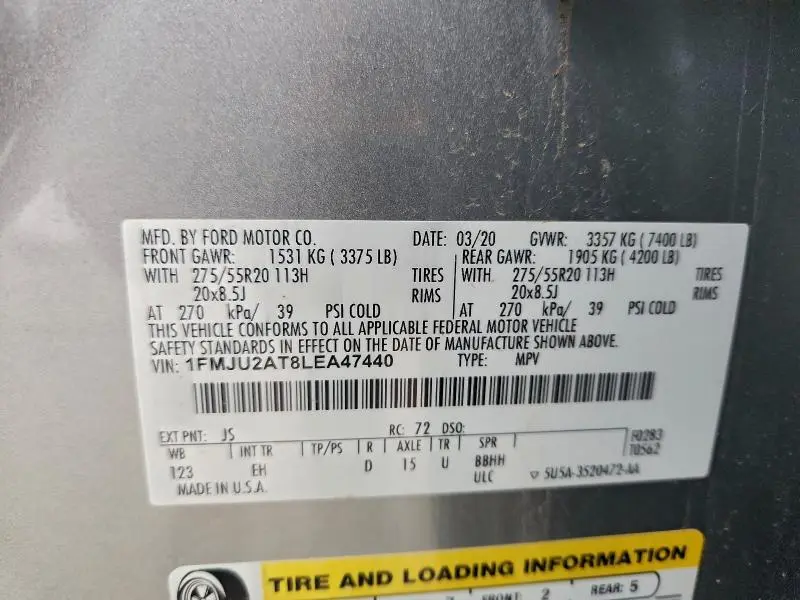 MFD. BY FORD MOTOR CO. DATE: 03/20 GVWR: 3357 KG ( 7400 LB)
FRONT GAWR: 1531 KG ( 3375 LB) REAR GAWR: 1905 KG ( 4200 LB)
WITH 275/55R20 113H TIRES WITH 275/55R20 113H TIRES
20x8.5J RIMS 20x8.5J RIMS
AT 270 kPa/ 39 PSI COLD AT 270 kPa/ 39 PSI COLD
THIS VEHICLE CONFORMS TO ALL APPLICABLE FEDERAL MOTOR VEHICLE
SAFETY STANDARDS IN EFFECT ON THE DATE OF MANUFACTURE SHOWN ABOVE.
VIN: 1FMJU2AT8LEA47440 TYPE: MPV
EXT PNT: JS RC: 72 DSO: F0283
WB INT TR TP/PS R AXLE TR SPR T0562
123 EH D 15 U BBHH
ULC ▽ 5U5A-3520472-AA
MADE IN U.S.A.
TIRE AND LOADING INFORMATION
FRONT: 2 REAR: 5